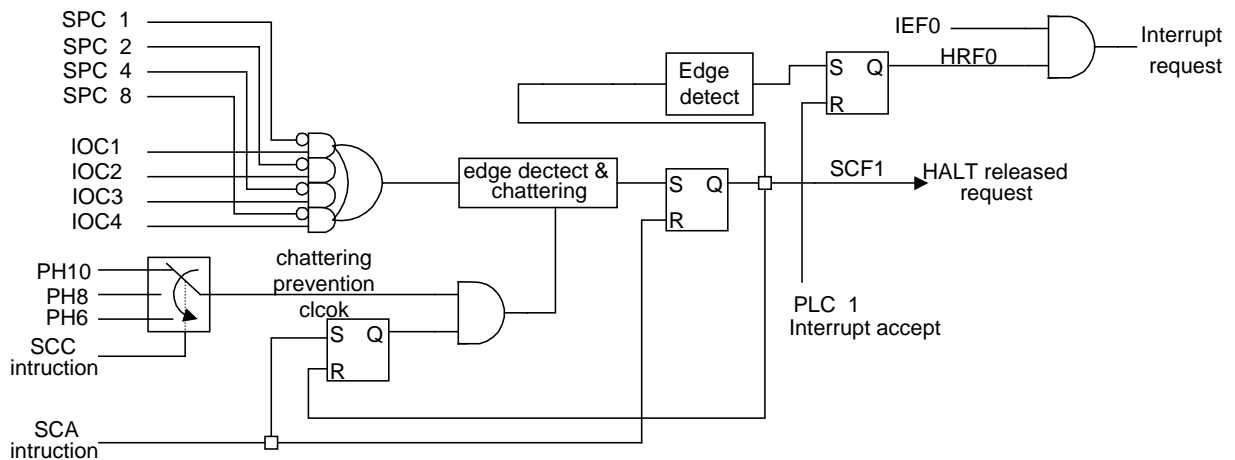 SPC 1
SPC 2
SPC 4
SPC 8
IOC1
IOC2
IOC3
IOC4
PH10
PH8
PH6
SCC
intruction
SCA
intruction
chattering
prevention
clcok
S Q
R
edge dectect &
chattering
S Q
R
Edge
detect
S Q
R
IEF0
HRF0
Interrupt
request
SCF1
HALT released
request
PLC 1
Interrupt accept